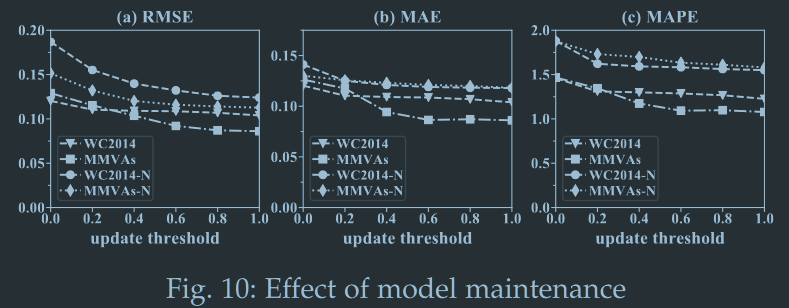 (a) RMSE
0.20
0.15
0.10
0.05
0.00
WC2014
MMVAs
WC2014-N
MMVAs-N
0.0 0.2 0.4 0.6 0.8 1.0
update threshold
(b) MAE
0.15
0.10
0.05
0.00
WC2014
MMVAs
WC2014-N
MMVAs-N
0.0 0.2 0.4 0.6 0.8 1.0
update threshold
(c) MAPE
2.0
1.5
1.0
0.5
0.0
WC2014
MMVAs
WC2014-N
MMVAs-N
0.0 0.2 0.4 0.6 0.8 1.0
update threshold
Fig. 10: Effect of model maintenance